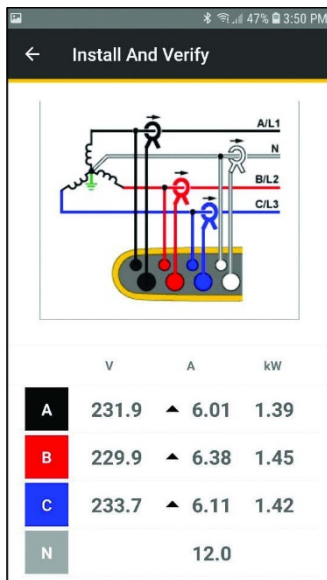 47% 3:50 PM
Install And Verify
A/L1
N
B/L2
C/L3
V A kW
A 231.9 6.01 1.39
B 229.9 6.38 1.45
C 233.7 6.11 1.42
N 12.0